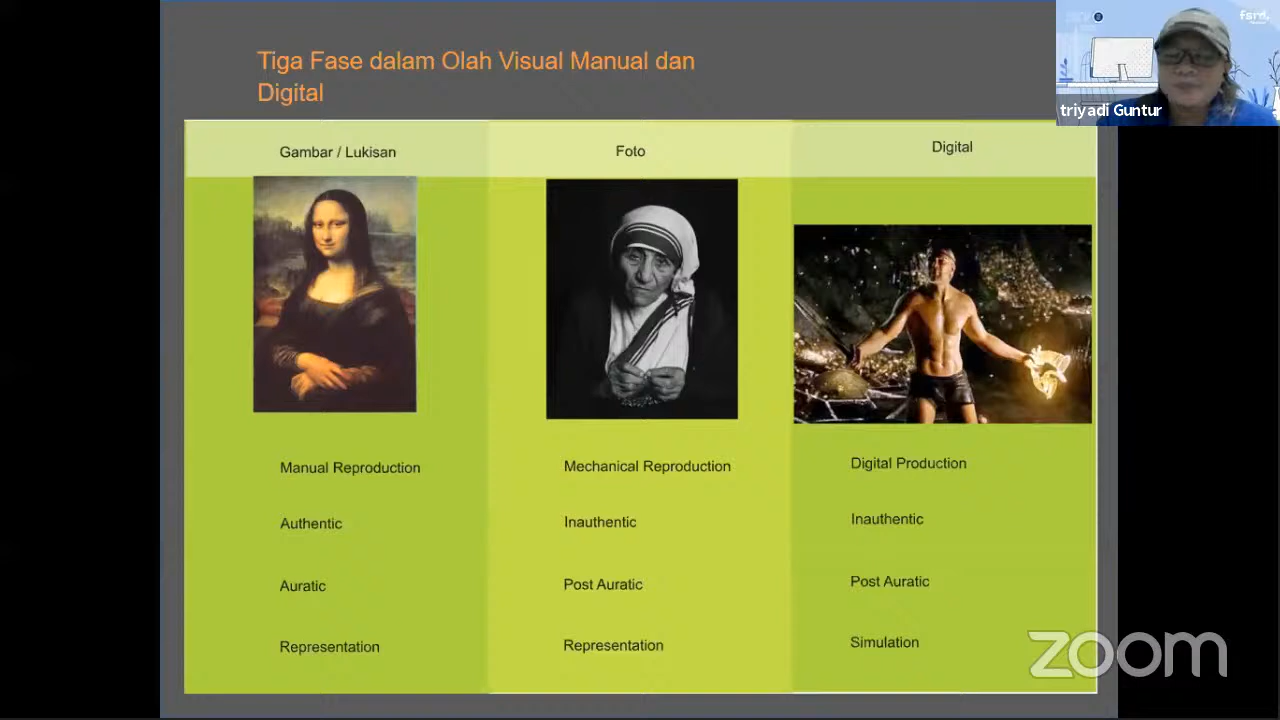 Tiga Fase dalam Olah Visual Manual dan
Digital
fsrd
triyadi Guntur
Gambar / Lukisan
Foto
Digital
Manual Reproduction
Mechanical Reproduction
Digital Production
Authentic
Inauthentic
Inauthentic
Auratic
Post Auratic
Post Auratic
Representation
Representation
Simulation
zoom